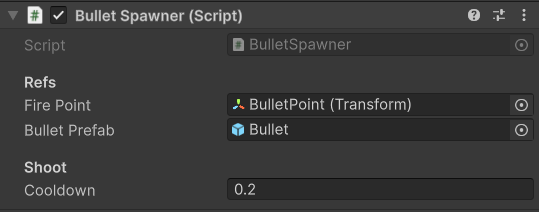 Bullet Spawner (Script)
Script BulletSpawner
Refs
Fire Point BulletPoint (Transform)
Bullet Prefab Bullet
Shoot
Cooldown 0.2